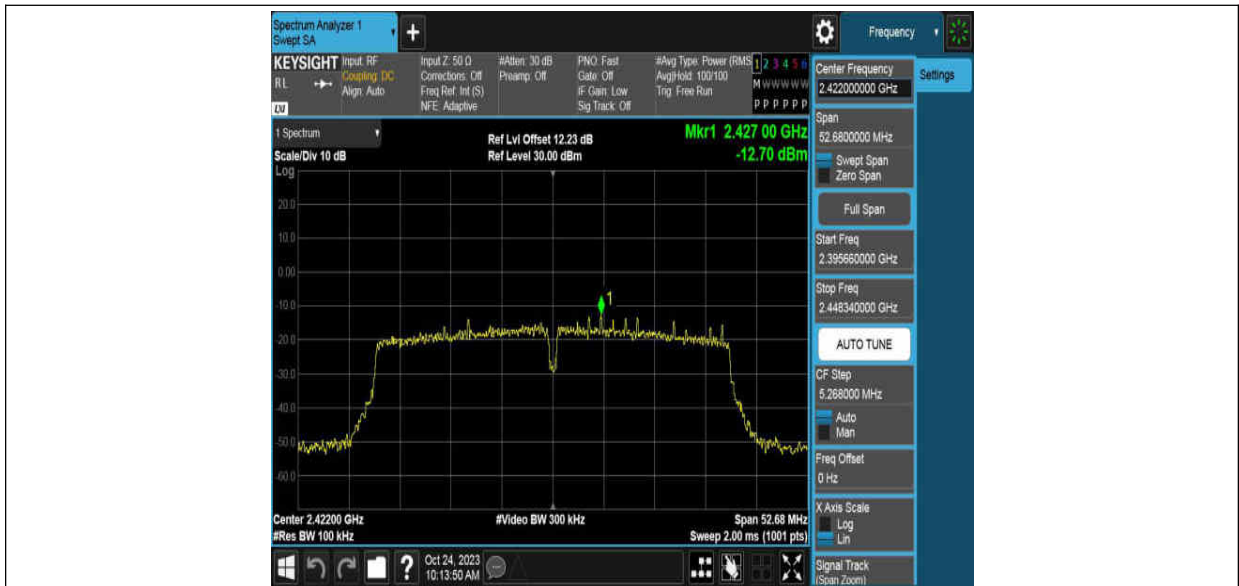 Spectrum Analyzer 1
Swept SA
Frequency
KEYSIGHT
RL
LXI
Input: RF
Coupling: DC
Align: Auto
Input Z: 50 Ω
Corrections: Off
Freq Ref: Int (S)
NFE: Adaptive
#Atten: 30 dB
Preamp: Off
PNO: Fast
Gate: Off
IF Gain: Low
Sig Track: Off
#Avg Type: Power (RMS
Avg|Hold: 100/100
Trig: Free Run
1 2 3 4 5 6
M W W W W W
P P P P P P
Center Frequency
2.422000000 GHz
Settings
Span
52.6800000 MHz
Swept Span
Zero Span
Full Span
Start Freq
2.395660000 GHz
Stop Freq
2.448340000 GHz
AUTO TUNE
CF Step
5.268000 MHz
Auto
Man
Freq Offset
0 Hz
X Axis Scale
Log
Lin
Signal Track
(Span Zoom)
1 Spectrum
Scale/Div 10 dB
Log
Ref Lvl Offset 12.23 dB
Ref Level 30.00 dBm
Mkr1 2.427 00 GHz
-12.70 dBm
20.0
10.0
0.00
-10.0
-20.0
-30.0
-40.0
-50.0
-60.0
1
Center 2.42200 GHz
#Res BW 100 kHz
#Video BW 300 kHz
Span 52.68 MHz
Sweep 2.00 ms (1001 pts)
?
Oct 24, 2023
10:13:50 AM